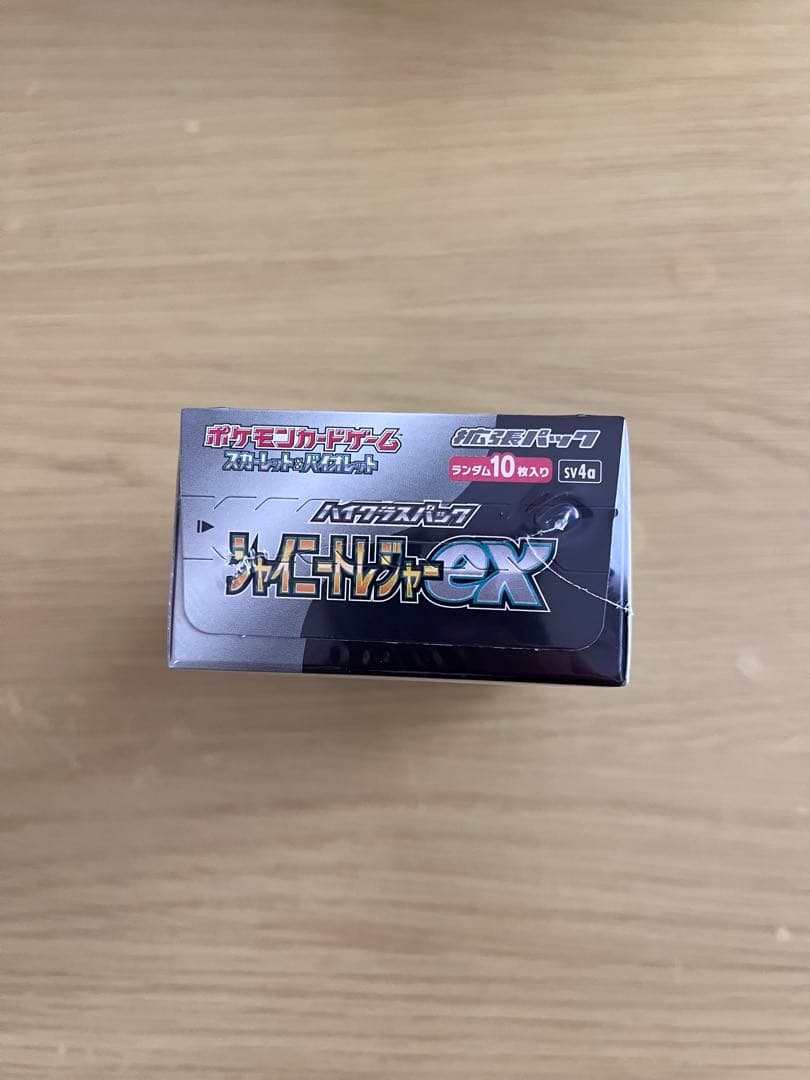 ポケモンカードゲーム
スカーレット&バイオレット
拡張パック
ランダム10枚入り
sv4a
ハイクラスパック
シャイニートレジャーex